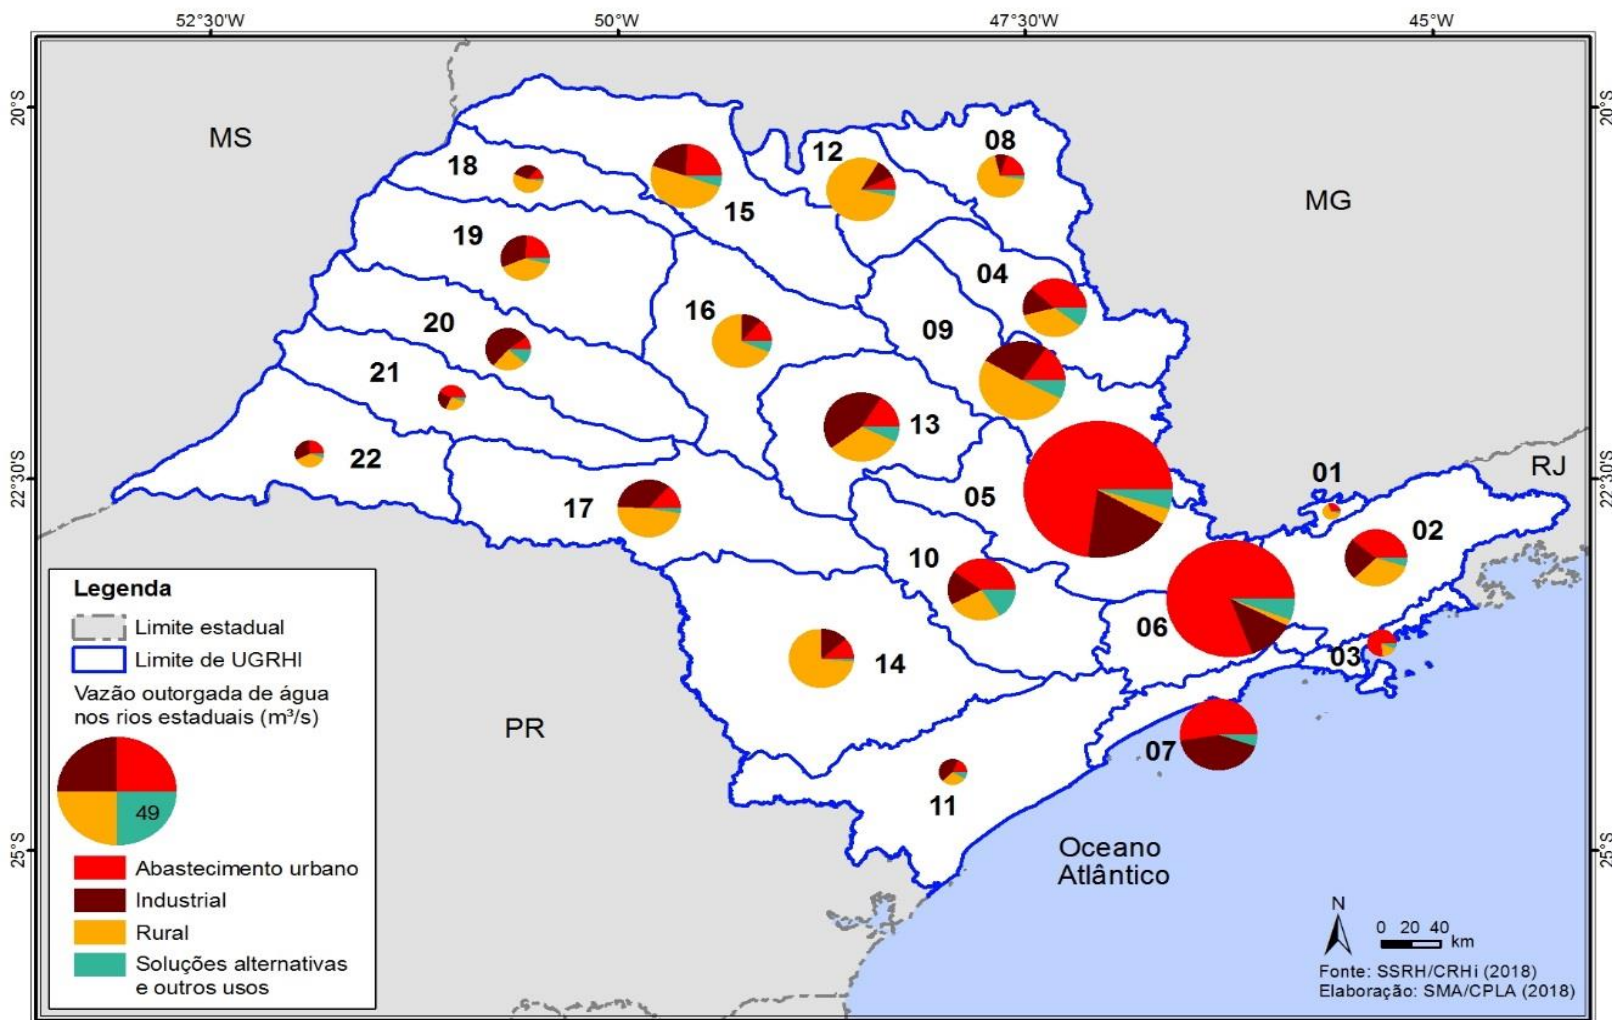 52°30'W
50°W
47°30'W
45°W
20°S
20°S
MS
18
12
08
MG
15
19
04
16
20
09
21
13
22
RJ
01
22°30'S
22°30'S
05
17
02
10
Legenda
Limite estadual
Limite de UGRHI
Vazão outorgada de água
nos rios estaduais (m³/s)
49
Abastecimento urbano
Industrial
Rural
Soluções alternativas
e outros usos
06
03
14
PR
07
11
25°S
25°S
Oceano
Atlântico
N
0 20 40
km
Fonte: SSRH/CRHi (2018)
Elaboração: SMA/CPLA (2018)